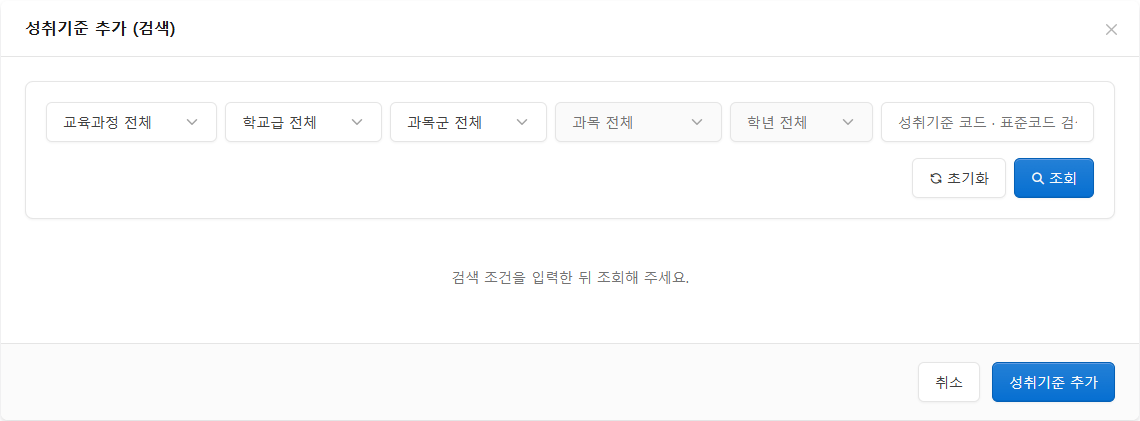 성취기준 추가 (검색)
교육과정 전체 학교급 전체 과목군 전체 과목 전체 학년 전체 성취기준 코드 · 표준코드 검
초기화 조회
검색 조건을 입력한 뒤 조회해 주세요.
취소 성취기준 추가